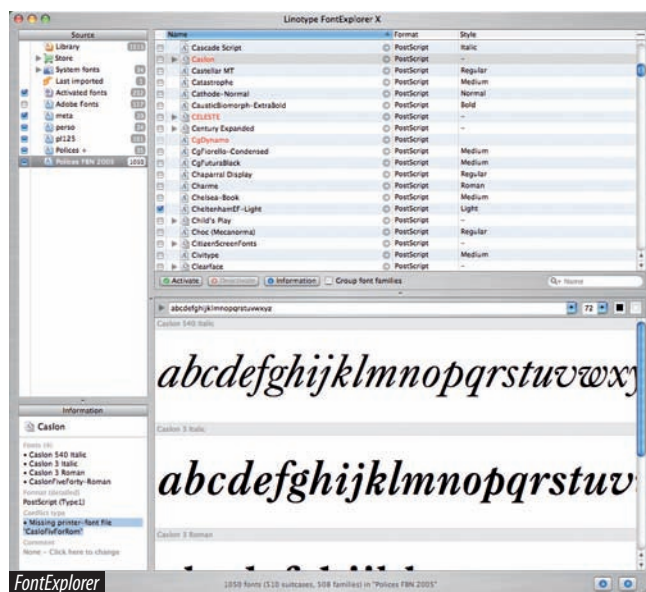 Linotype FontExplorer X
Source
Library
Store
System fonts
Last imported
Activated fonts
Adobe Fonts
meta
perso
pl125
Polices +
Polices FBN 2005 1050
Name Format Style
Cascade Script PostScript Italic
Caslon PostScript -
Castellar MT PostScript Regular
Catastrophe PostScript Medium
Cathode-Normal PostScript Normal
CausticBiomorph-ExtraBold PostScript Bold
CELESTE PostScript -
Century Expanded PostScript -
CgDynamo PostScript
CgFiorello-Condensed PostScript Medium
CgFuturaBlack PostScript Medium
Chaparral Display PostScript Regular
Charme PostScript Roman
Chelsea-Book PostScript Medium
CheltenhamEF-Light PostScript Light
Child's Play PostScript -
Choc (Mecanorma) PostScript Regular
CitizenScreenFonts PostScript -
Civitype PostScript Medium
Clearface PostScript -
Activate Deactivate Information Group font families Name
abcdefghijklmnopqrstuvwxyz 72
Caslon 540 Italic
abcdefghijklmnopqrstuvwxy
Caslon 3 Italic
abcdefghijklmnopqrstuv
Caslon 3 Roman
Information
Caslon
Fonts (4)
• Caslon 540 Italic
• Caslon 3 Italic
• Caslon 3 Roman
• CaslonFiveForty-Roman
Format (detailed)
PostScript (Type1)
Conflict type
• Missing printer-font file
'CasloFivForRom'
Comment
None - Click here to change
1050 fonts (510 suitcases, 508 families) in "Polices FBN 2005"
FontExplorer